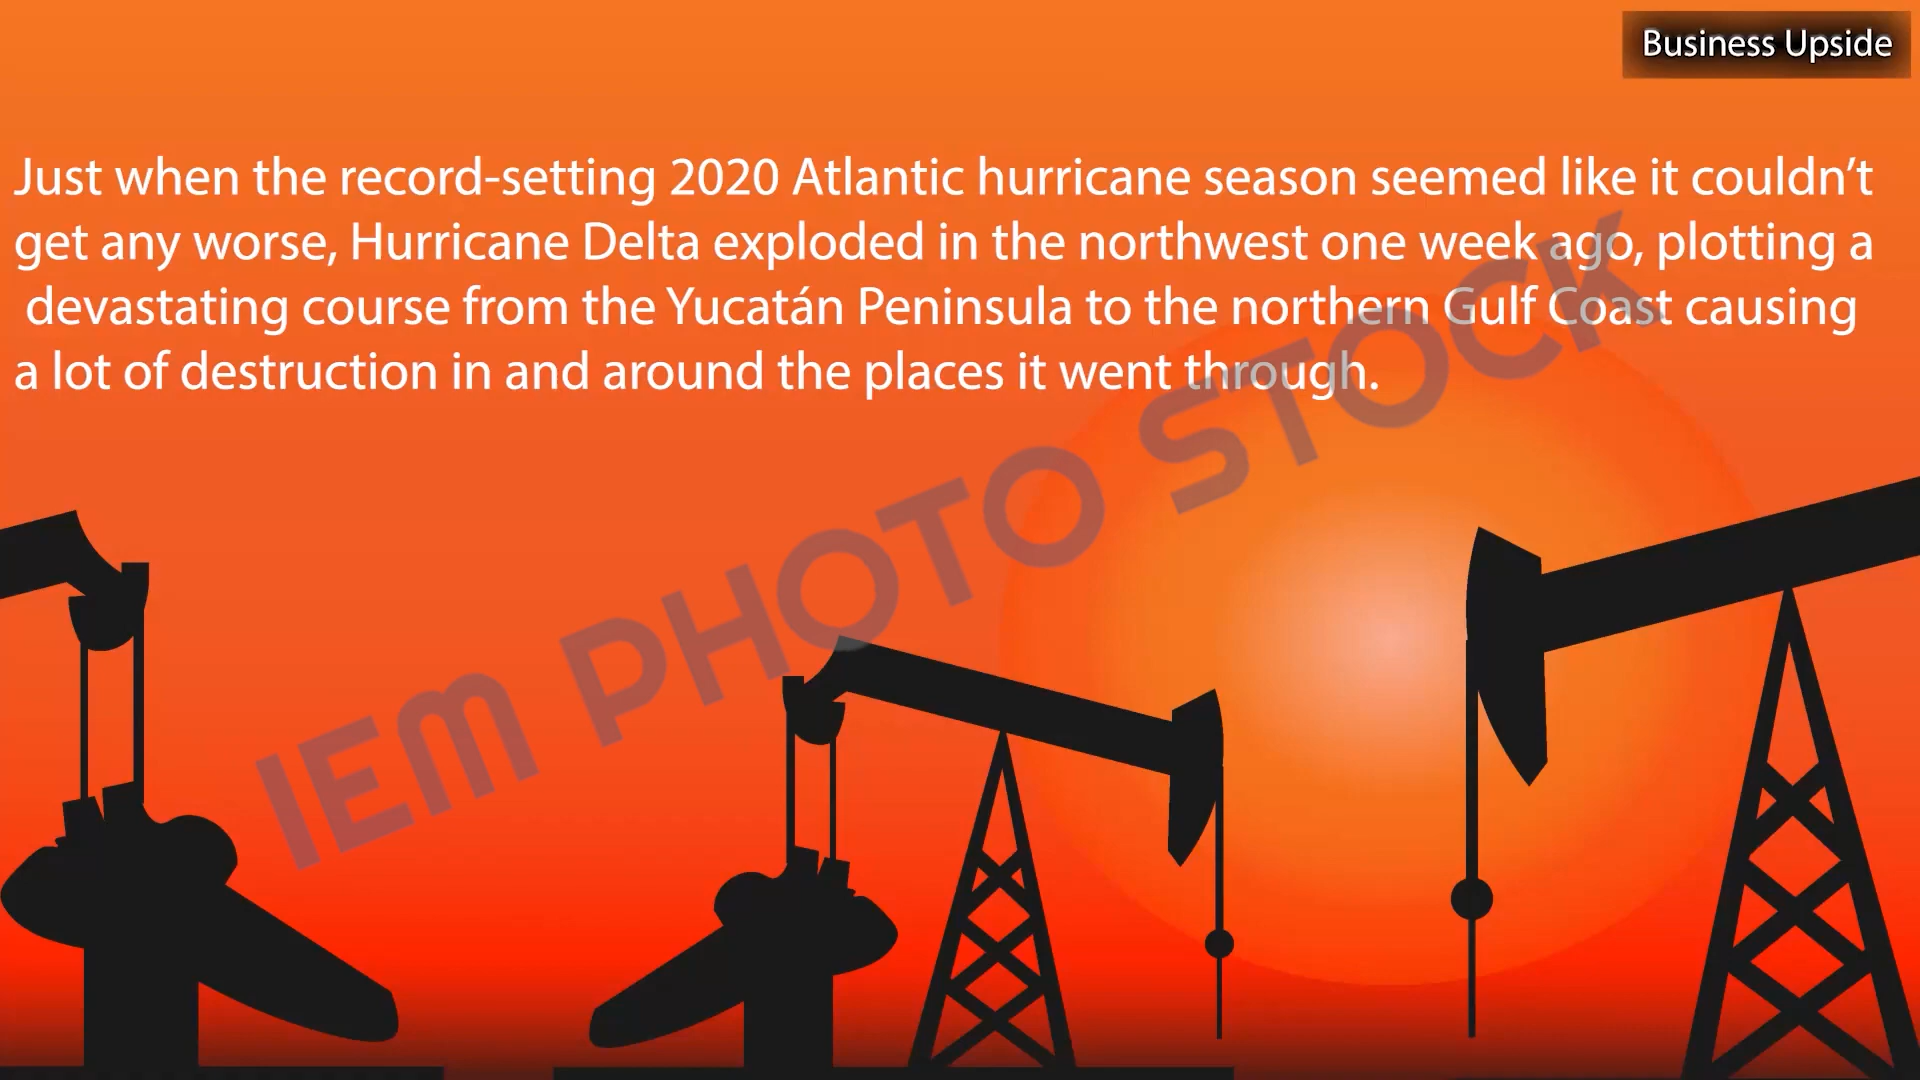 Business Upside
Just when the record-setting 2020 Atlantic hurricane season seemed like it couldn’t
get any worse, Hurricane Delta exploded in the northwest one week ago, plotting a
devastating course from the Yucatán Peninsula to the northern Gulf Coast causing
a lot of destruction in and around the places it went through.
IEM PHOTO STOCK